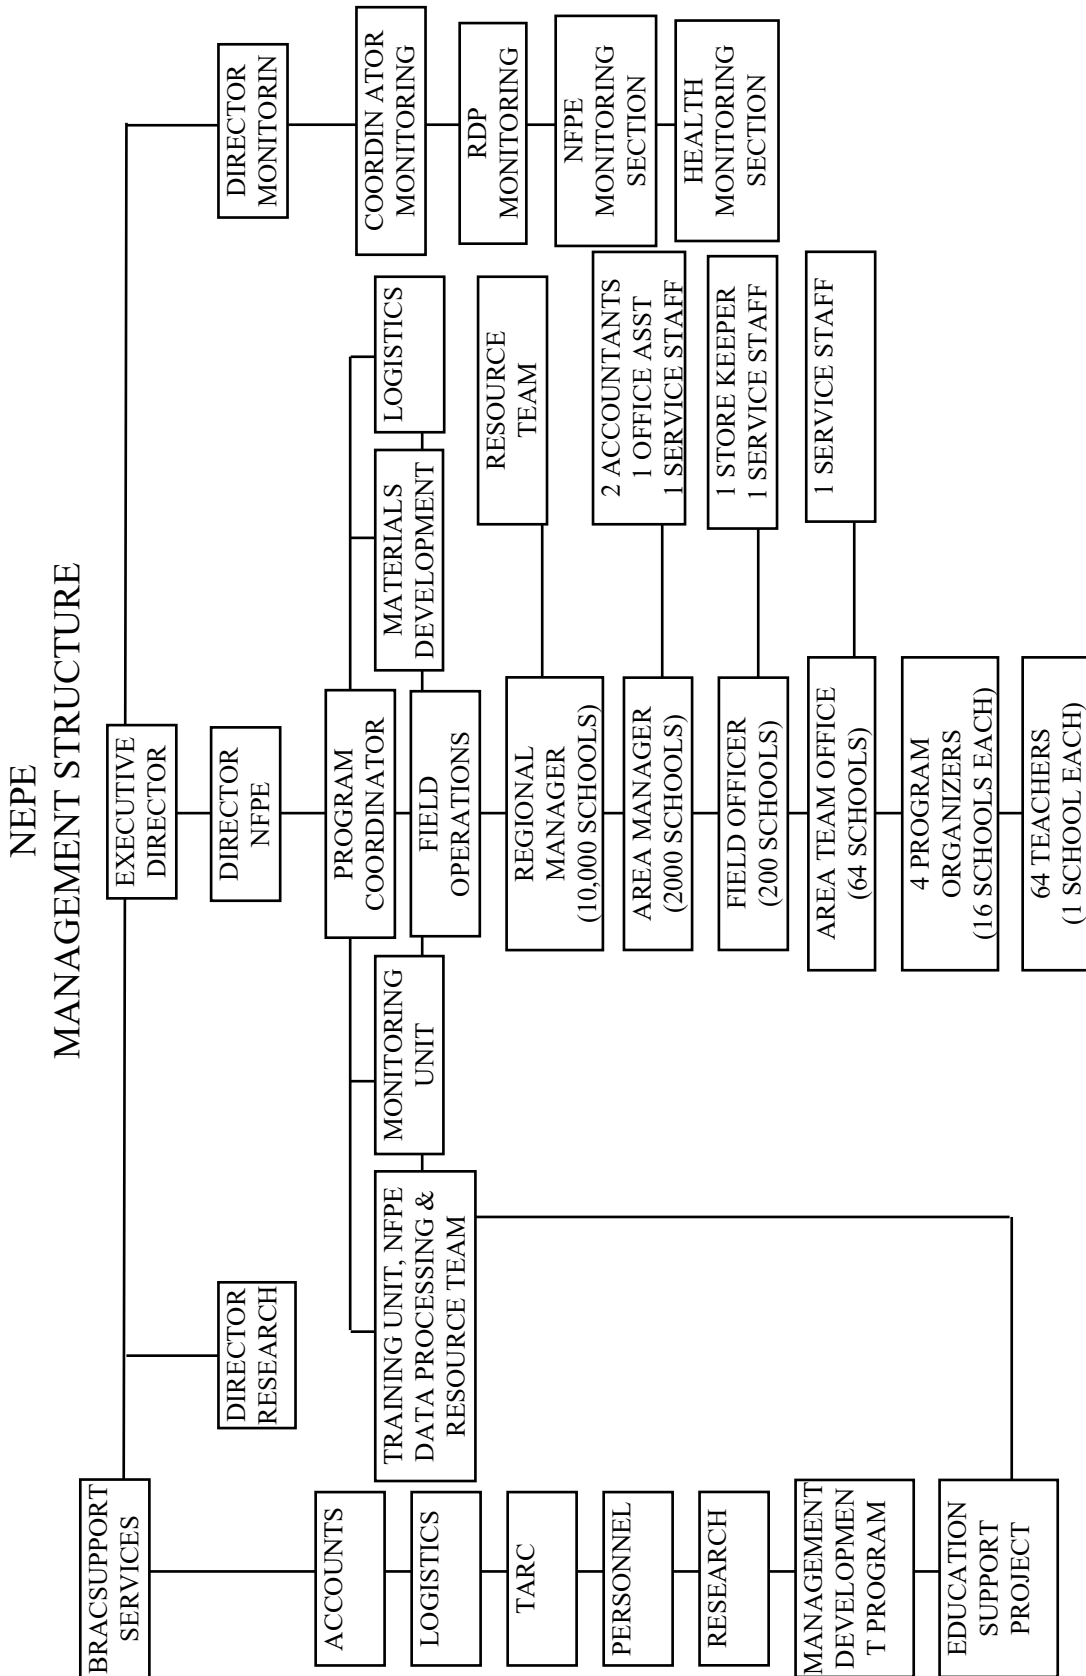 NEPE
MANAGEMENT STRUCTURE
EXECUTIVE
DIRECTOR
BRACSUPPORT
SERVICES
DIRECTOR
RESEARCH
DIRECTOR
NFPE
DIRECTOR
MONITORIN
ACCOUNTS
LOGISTICS
TARC
PERSONNEL
RESEARCH
MANAGEMENT
DEVELOPMEN
T PROGRAM
EDUCATION
SUPPORT
PROJECT
PROGRAM
COORDINATOR
TRAINING UNIT, NFPE
DATA PROCESSING &
RESOURCE TEAM
MONITORING
UNIT
FIELD
OPERATIONS
MATERIALS
DEVELOPMENT
LOGISTICS
REGIONAL
MANAGER
(10,000 SCHOOLS)
RESOURCE
TEAM
AREA MANAGER
(2000 SCHOOLS)
2 ACCOUNTANTS
1 OFFICE ASST
1 SERVICE STAFF
FIELD OFFICER
(200 SCHOOLS)
1 STORE KEEPER
1 SERVICE STAFF
AREA TEAM OFFICE
(64 SCHOOLS)
1 SERVICE STAFF
4 PROGRAM
ORGANIZERS
(16 SCHOOLS EACH)
64 TEACHERS
(1 SCHOOL EACH)
COORDIN ATOR
MONITORING
RDP
MONITORING
NFPE
MONITORING
SECTION
HEALTH
MONITORING
SECTION